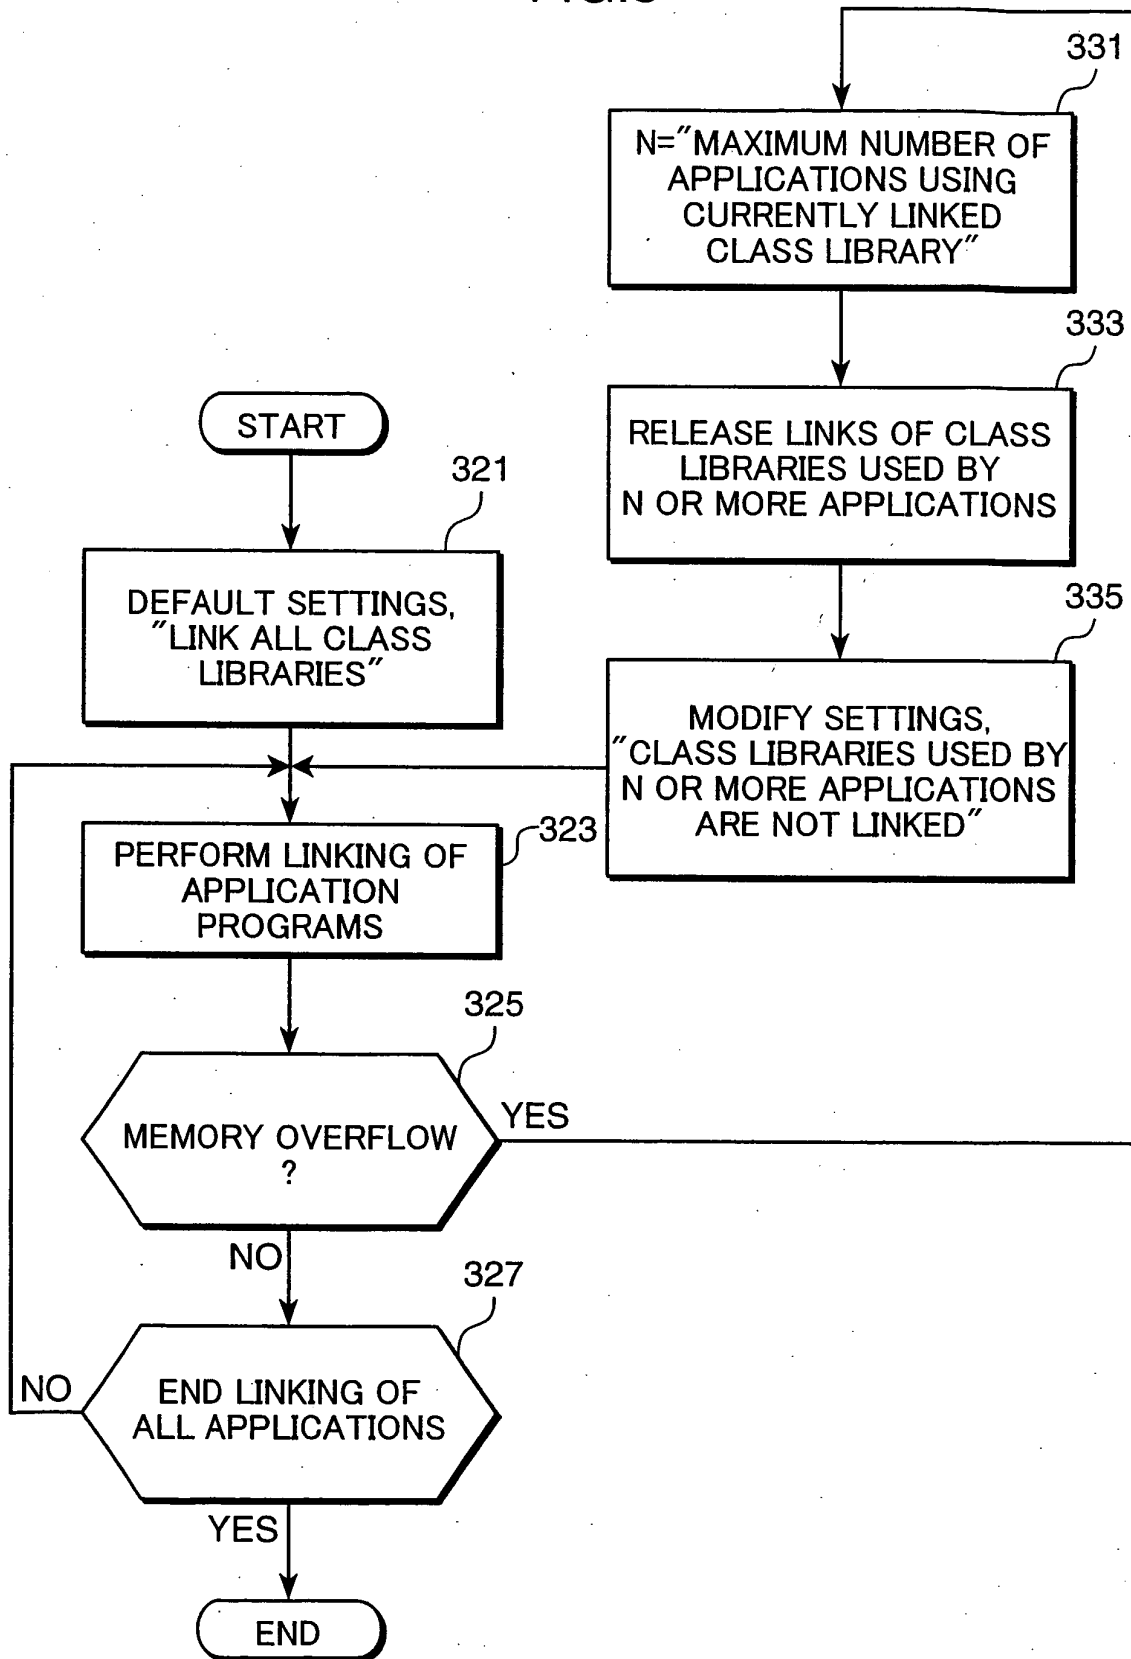 331
N="MAXIMUM NUMBER OF
APPLICATIONS USING
CURRENTLY LINKED
CLASS LIBRARY"
333
RELEASE LINKS OF CLASS
LIBRARIES USED BY
N OR MORE APPLICATIONS
335
MODIFY SETTINGS,
"CLASS LIBRARIES USED BY
N OR MORE APPLICATIONS
ARE NOT LINKED"
START
321
DEFAULT SETTINGS,
"LINK ALL CLASS
LIBRARIES"
323
PERFORM LINKING OF
APPLICATION
PROGRAMS
325
MEMORY OVERFLOW
?
YES
NO
327
END LINKING OF
ALL APPLICATIONS
NO
YES
END